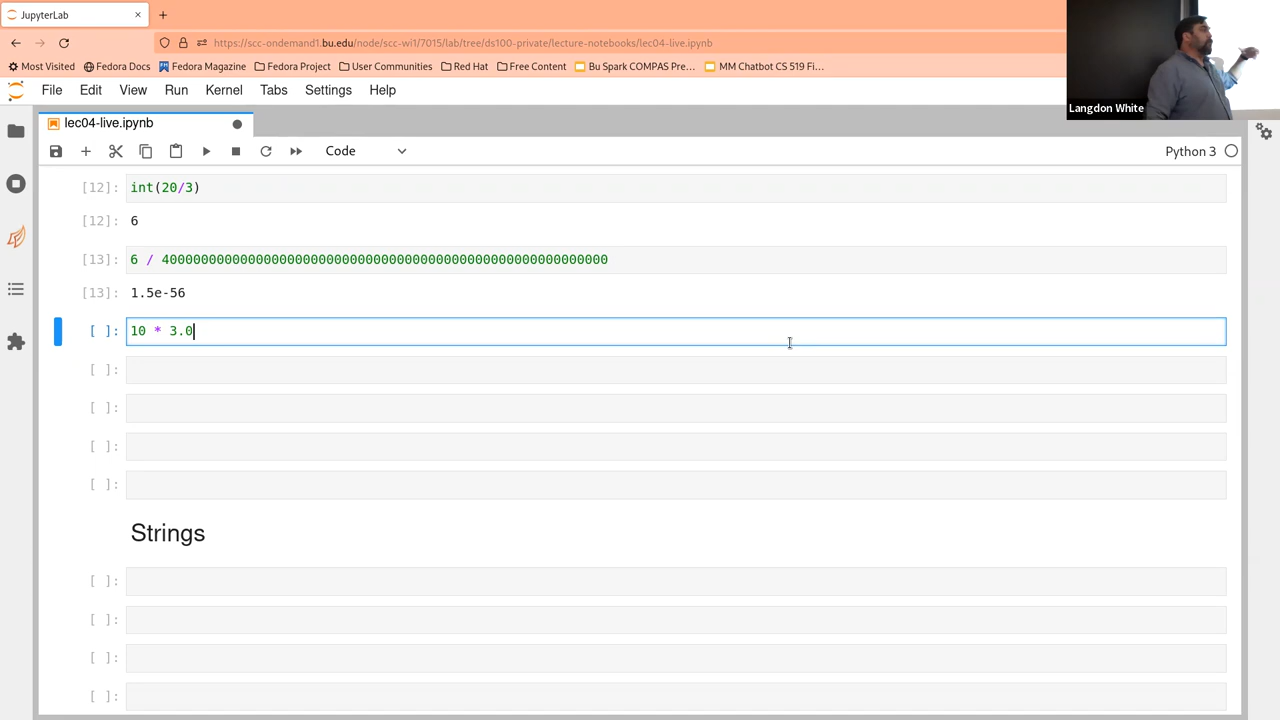 JupyterLab
https://scc-ondemand1.bu.edu/node/scc-wi1/7015/lab/tree/ds100-private/lecture-notebooks/lec04-live.ipynb
Most Visited Fedora Docs Fedora Magazine Fedora Project User Communities Red Hat Free Content Bu Spark COMPAS Pre... MM Chatbot CS 519 Fi...
Langdon White
File Edit View Run Kernel Tabs Settings Help
lec04-live.ipynb
Code Python 3
[12]: int(20/3)
[12]: 6
[13]: 6 / 400000000000000000000000000000000000000000000000000000000
[13]: 1.5e-56
[ ]: 10 * 3.0
[ ]:
[ ]:
[ ]:
[ ]:
Strings
[ ]:
[ ]:
[ ]:
[ ]: